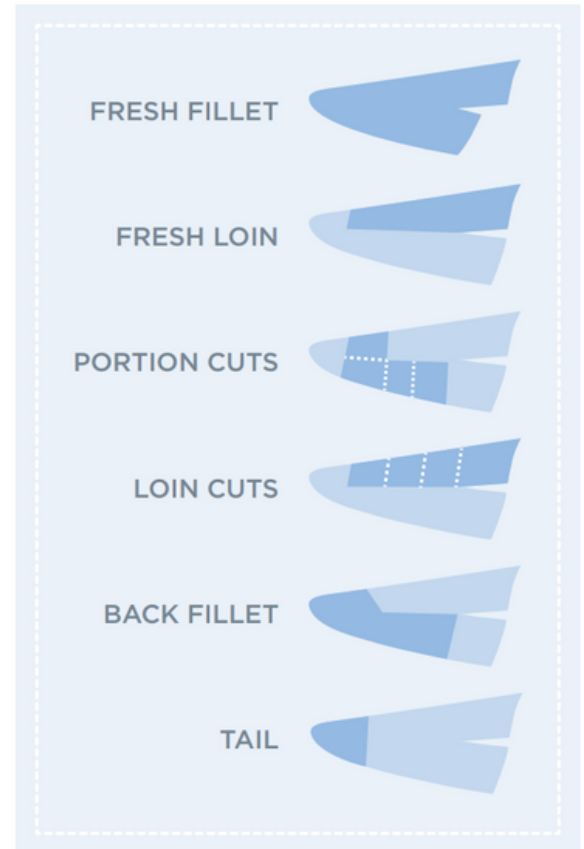 FRESH FILLET
FRESH LOIN
PORTION CUTS
LOIN CUTS
BACK FILLET
TAIL